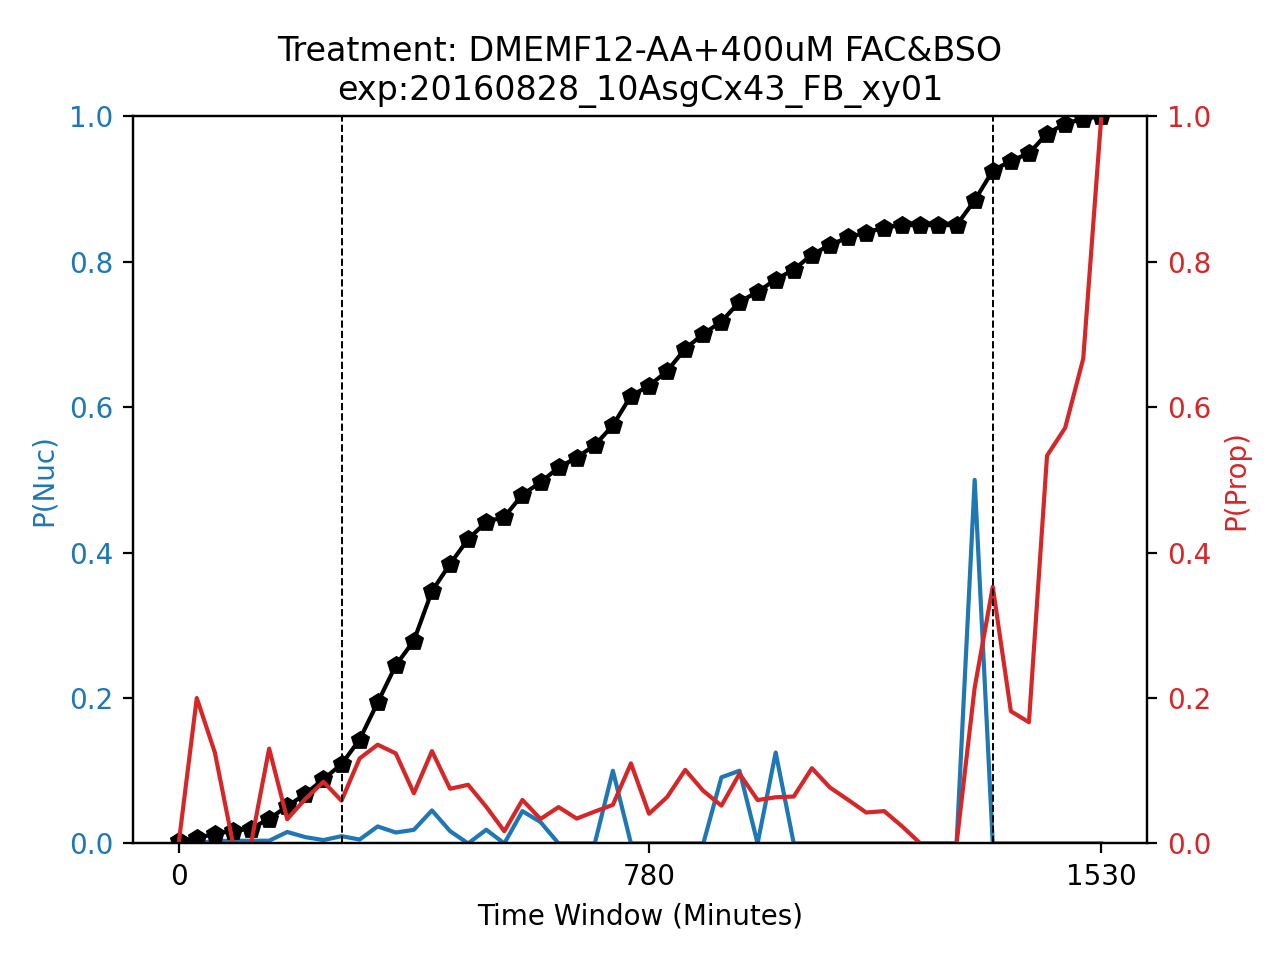 Treatment: DMEMF12-AA+400uM FAC&BSO
exp:20160828_10AsgCx43_FB_xy01
1.0
0.8
0.6
0.4
0.2
0.0
P(Nuc)
1.0
0.8
0.6
0.4
0.2
0.0
P(Prop)
0 780 1530
Time Window (Minutes)